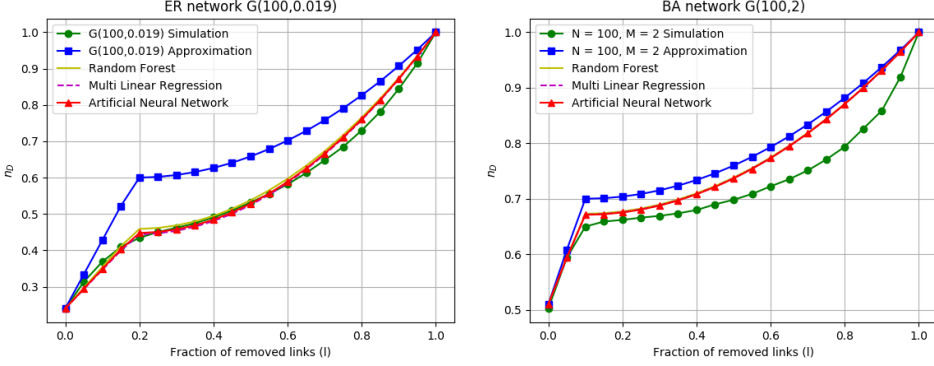 ER network G(100,0.019)
G(100,0.019) Simulation
G(100,0.019) Approximation
Random Forest
Multi Linear Regression
Artificial Neural Network
1.0
0.9
0.8
0.7
0.6
0.5
0.4
0.3
n_D
0.0 0.2 0.4 0.6 0.8 1.0
Fraction of removed links (l)
BA network G(100,2)
N = 100, M = 2 Simulation
N = 100, M = 2 Approximation
Random Forest
Multi Linear Regression
Artificial Neural Network
1.0
0.9
0.8
0.7
0.6
0.5
n_D
0.0 0.2 0.4 0.6 0.8 1.0
Fraction of removed links (l)